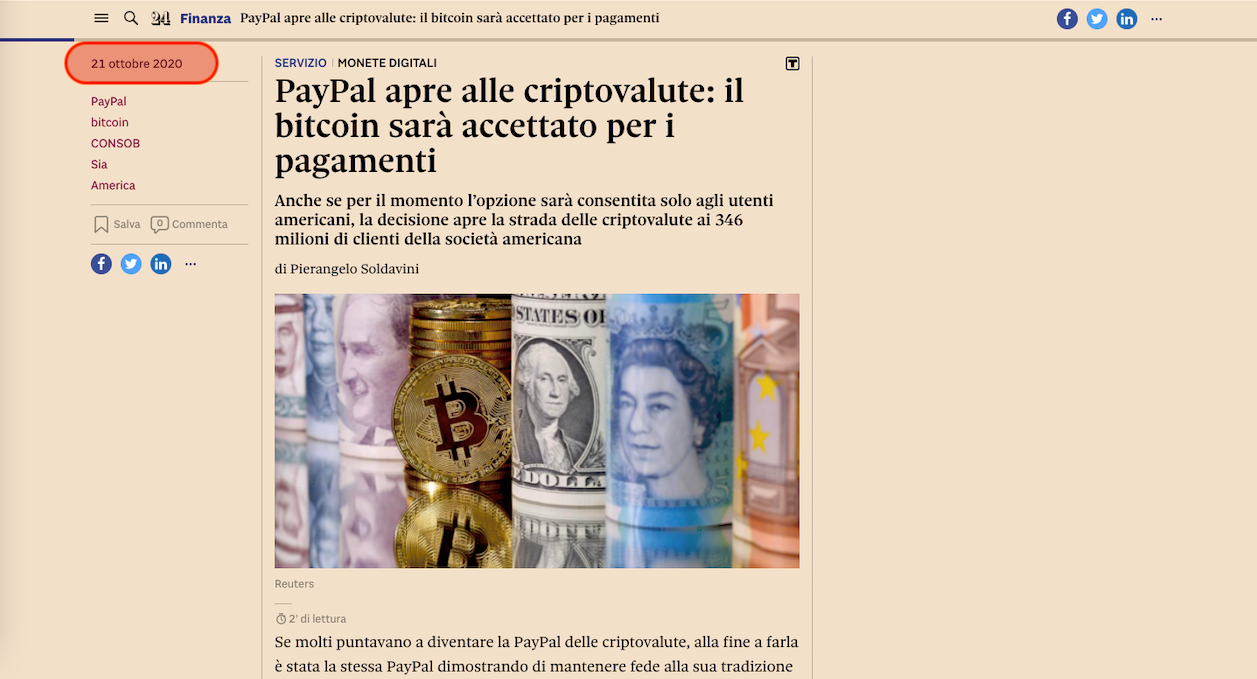 24 Finanza PayPal apre alle criptovalute: il bitcoin sarà accettato per i pagamenti
21 ottobre 2020
PayPal
bitcoin
CONSOB
Sia
America
Salva 0 Commenta
SERVIZIO | MONETE DIGITALI
PayPal apre alle criptovalute: il
bitcoin sarà accettato per i
pagamenti
Anche se per il momento l’opzione sarà consentita solo agli utenti
americani, la decisione apre la strada delle criptovalute ai 346
milioni di clienti della società americana
di Pierangelo Soldavini
STATES OF
DOLL
Reuters
2' di lettura
Se molti puntavano a diventare la PayPal delle criptovalute, alla fine a farla
è stata la stessa PayPal dimostrando di mantenere fede alla sua tradizione